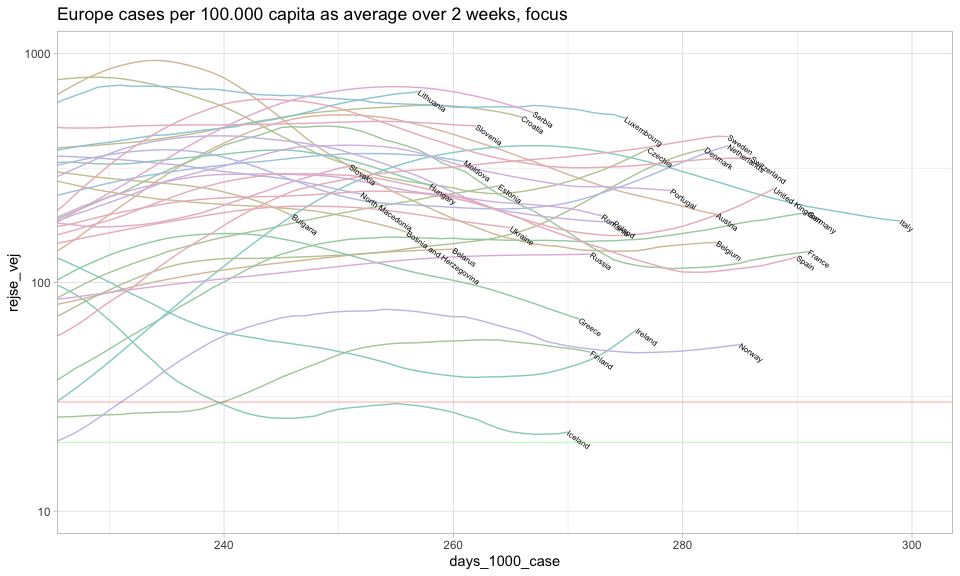 Europe cases per 100.000 capita as average over 2 weeks, focus
1000
Lithuania
Serbia
Croatia
Luxembourg
Slovenia
Sweden
Netherlands
Switzerland
Czechia
Denmark
Moldova
Slovakia
Estonia
Hungary
Portugal
United Kingdom
North Macedonia
Germany
Bulgaria
Romania
Poland
Austria
Italy
Ukraine
Bosnia and Herzegovina
Belarus
Belgium
Russia
Spain
France
100
rejse_vej
Greece
Ireland
Norway
Finland
Iceland
10
240
260
280
300
days_1000_case